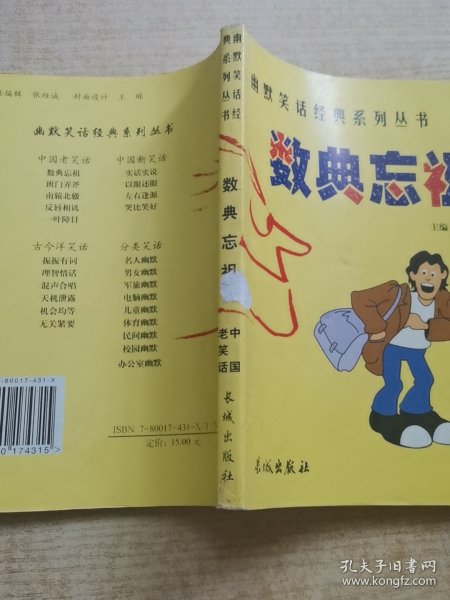 任编辑 张维诚 封面设计 王琳
幽默笑话经典系列丛书
中国老笑话
数典忘祖
班门弄斧
南辕北辙
反唇相讥
一叶障目
中国新笑话
实话实说
以眼还眼
左右逢源
哭比笑好
古今洋笑话
振振有词
理智情话
混声合唱
天机泄露
机会均等
无关紧要
分类笑话
名人幽默
男女幽默
军旅幽默
电脑幽默
儿童幽默
体育幽默
民间幽默
校园幽默
办公室幽默
7-80017-431-X
174315>
ISBN 7-80017-431-X/I·
定价:15.00 元
幽默笑话经
典系列丛书
数典忘祖
中国
老笑话
长城出版社
幽默笑话经典系列丛书
数典忘祖
主编
长城出版社
孔夫子旧书网
www.kongfz.com